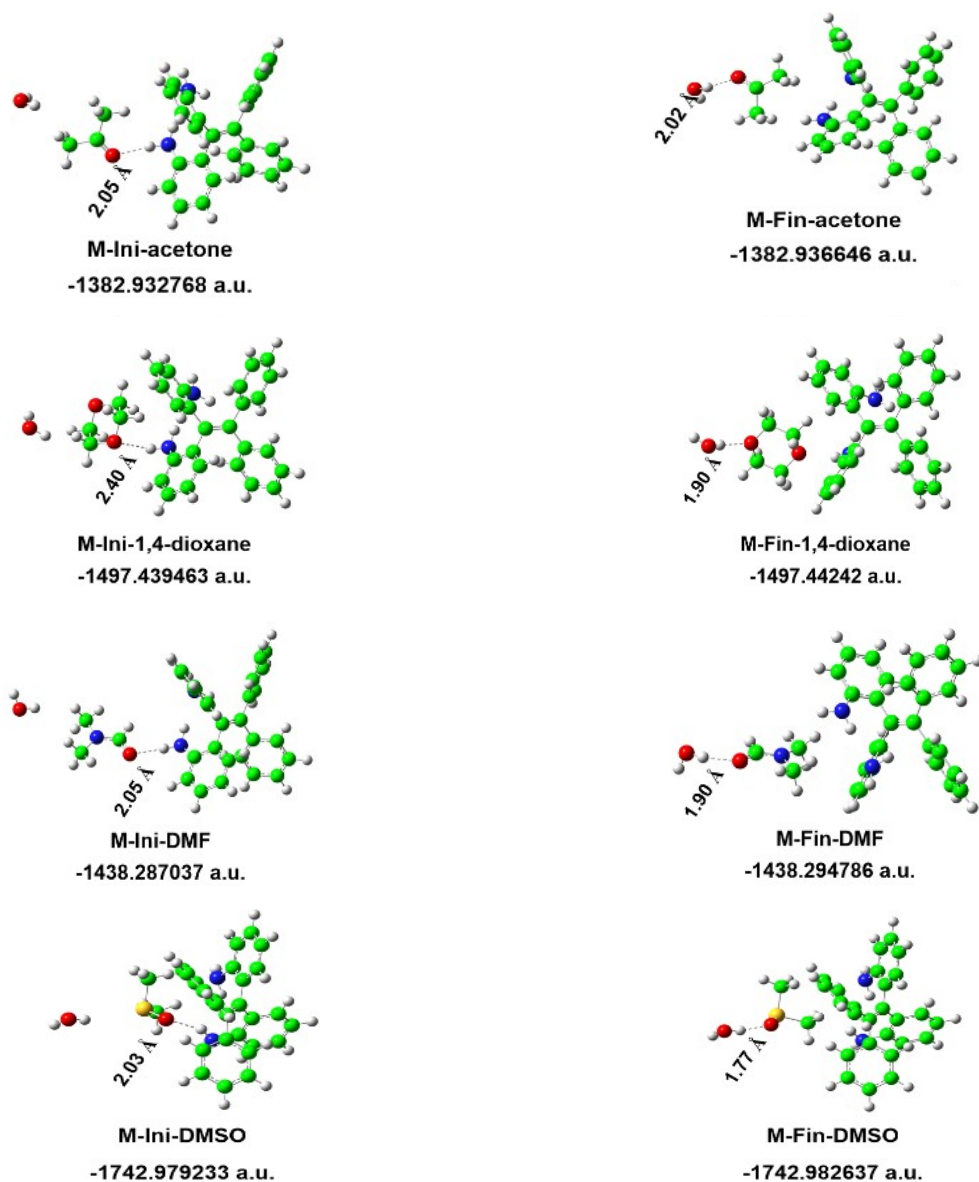 2.05 Å
M-Ini-acetone
-1382.932768 a.u.
2.02 Å
M-Fin-acetone
-1382.936646 a.u.
2.40 Å
M-Ini-1,4-dioxane
-1497.439463 a.u.
1.90 Å
M-Fin-1,4-dioxane
-1497.44242 a.u.
2.05 Å
M-Ini-DMF
-1438.287037 a.u.
1.90 Å
M-Fin-DMF
-1438.294786 a.u.
2.03 Å
M-Ini-DMSO
-1742.979233 a.u.
1.77 Å
M-Fin-DMSO
-1742.982637 a.u.